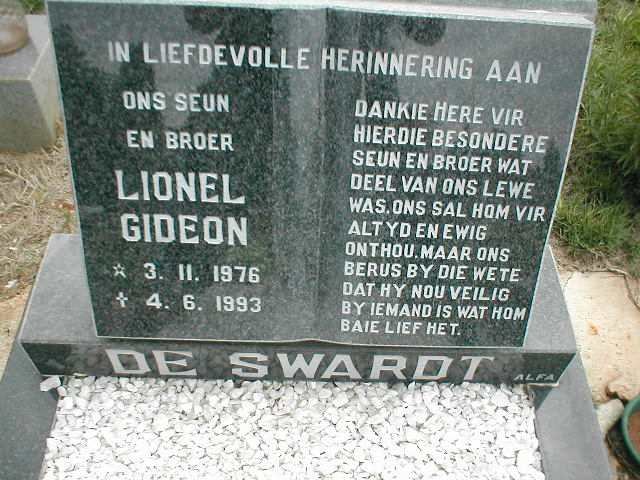 IN LIEFDEVOLLE HERINNERING AAN
ONS SEUN
EN BROER
LIONEL
GIDEON
☆ 3. 11. 1976
✝ 4. 6. 1993
DANKIE HERE VIR
HIERDIE BESONDERE
SEUN EN BROER WAT
DEEL VAN ONS LEWE
WAS. ONS SAL HOM VIR
ALTYD EN EWIG
ONTHOU. MAAR ONS
BERUS BY DIE WETE
DAT HY NOU VEILIG
BY IEMAND IS WAT HOM
BAIE LIEF HET.
DE SWARDT
ALFA